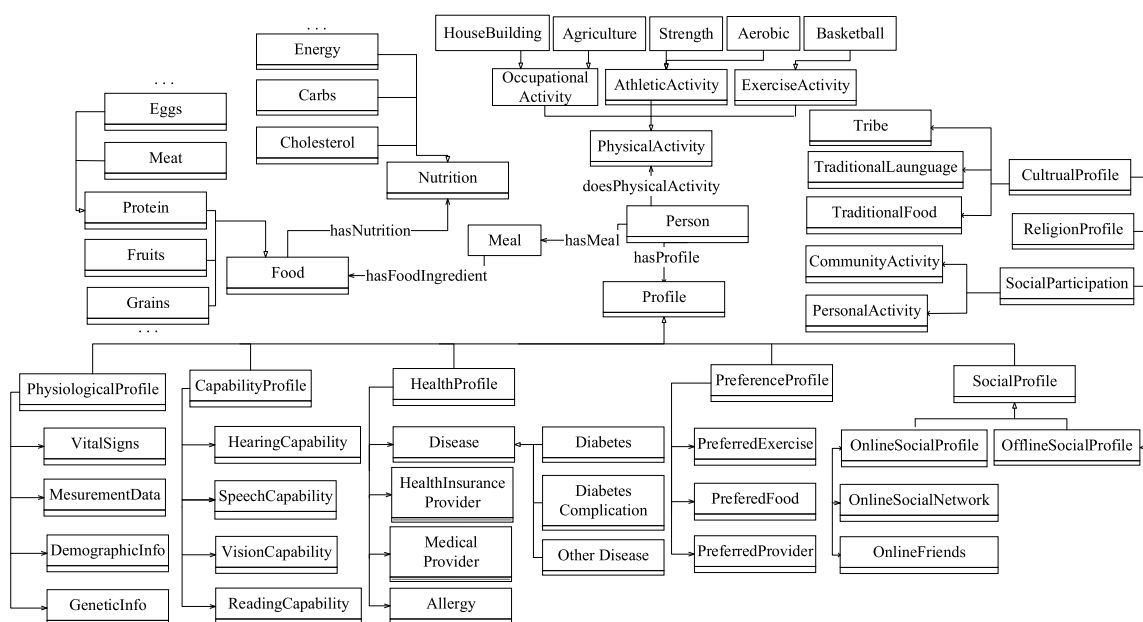 . . .
HouseBuilding
Agriculture
Strength
Aerobic
Basketball
Energy
Carbs
Cholesterol
Nutrition
. . .
Eggs
Meat
Protein
Fruits
Grains
. . .
Food
hasNutrition
Occupational
Activity
AthleticActivity
ExerciseActivity
PhysicalActivity
doesPhysicalActivity
Person
Meal
hasMeal
hasFoodIngredient
hasProfile
Profile
Tribe
TraditionalLaunguage
TraditionalFood
CultrualProfile
ReligionProfile
CommunityActivity
PersonalActivity
SocialParticipation
PhysiologicalProfile
VitalSigns
MesurementData
DemographicInfo
GeneticInfo
CapabilityProfile
HearingCapability
SpeechCapability
VisionCapability
ReadingCapability
HealthProfile
Disease
HealthInsurance
Provider
Medical
Provider
Allergy
Diabetes
Diabetes
Complication
Other Disease
PreferenceProfile
PreferredExercise
PreferedFood
PreferredProvider
SocialProfile
OnlineSocialProfile
OfflineSocialProfile
OnlineSocialNetwork
OnlineFriends